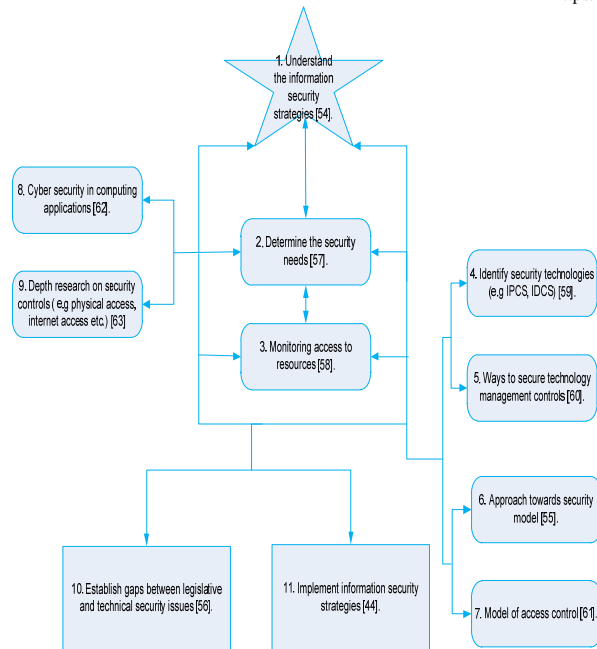 1. Understand
the information
security
strategies [54].
8. Cyber security in computing
applications [62].
2. Determine the security
needs [57].
9. Depth research on security
controls ( e,g physical access,
internet access etc.) [63]
4. Identify security technologies
(e.g IPCS, IDCS) [59].
3. Monitoring access to
resources [58].
5. Ways to secure technology
management controls [60].
6. Approach towards security
model [55].
10. Establish gaps between legislative
and technical security issues [56].
11. Implement information security
strategies [44].
7. Model of access control [61].